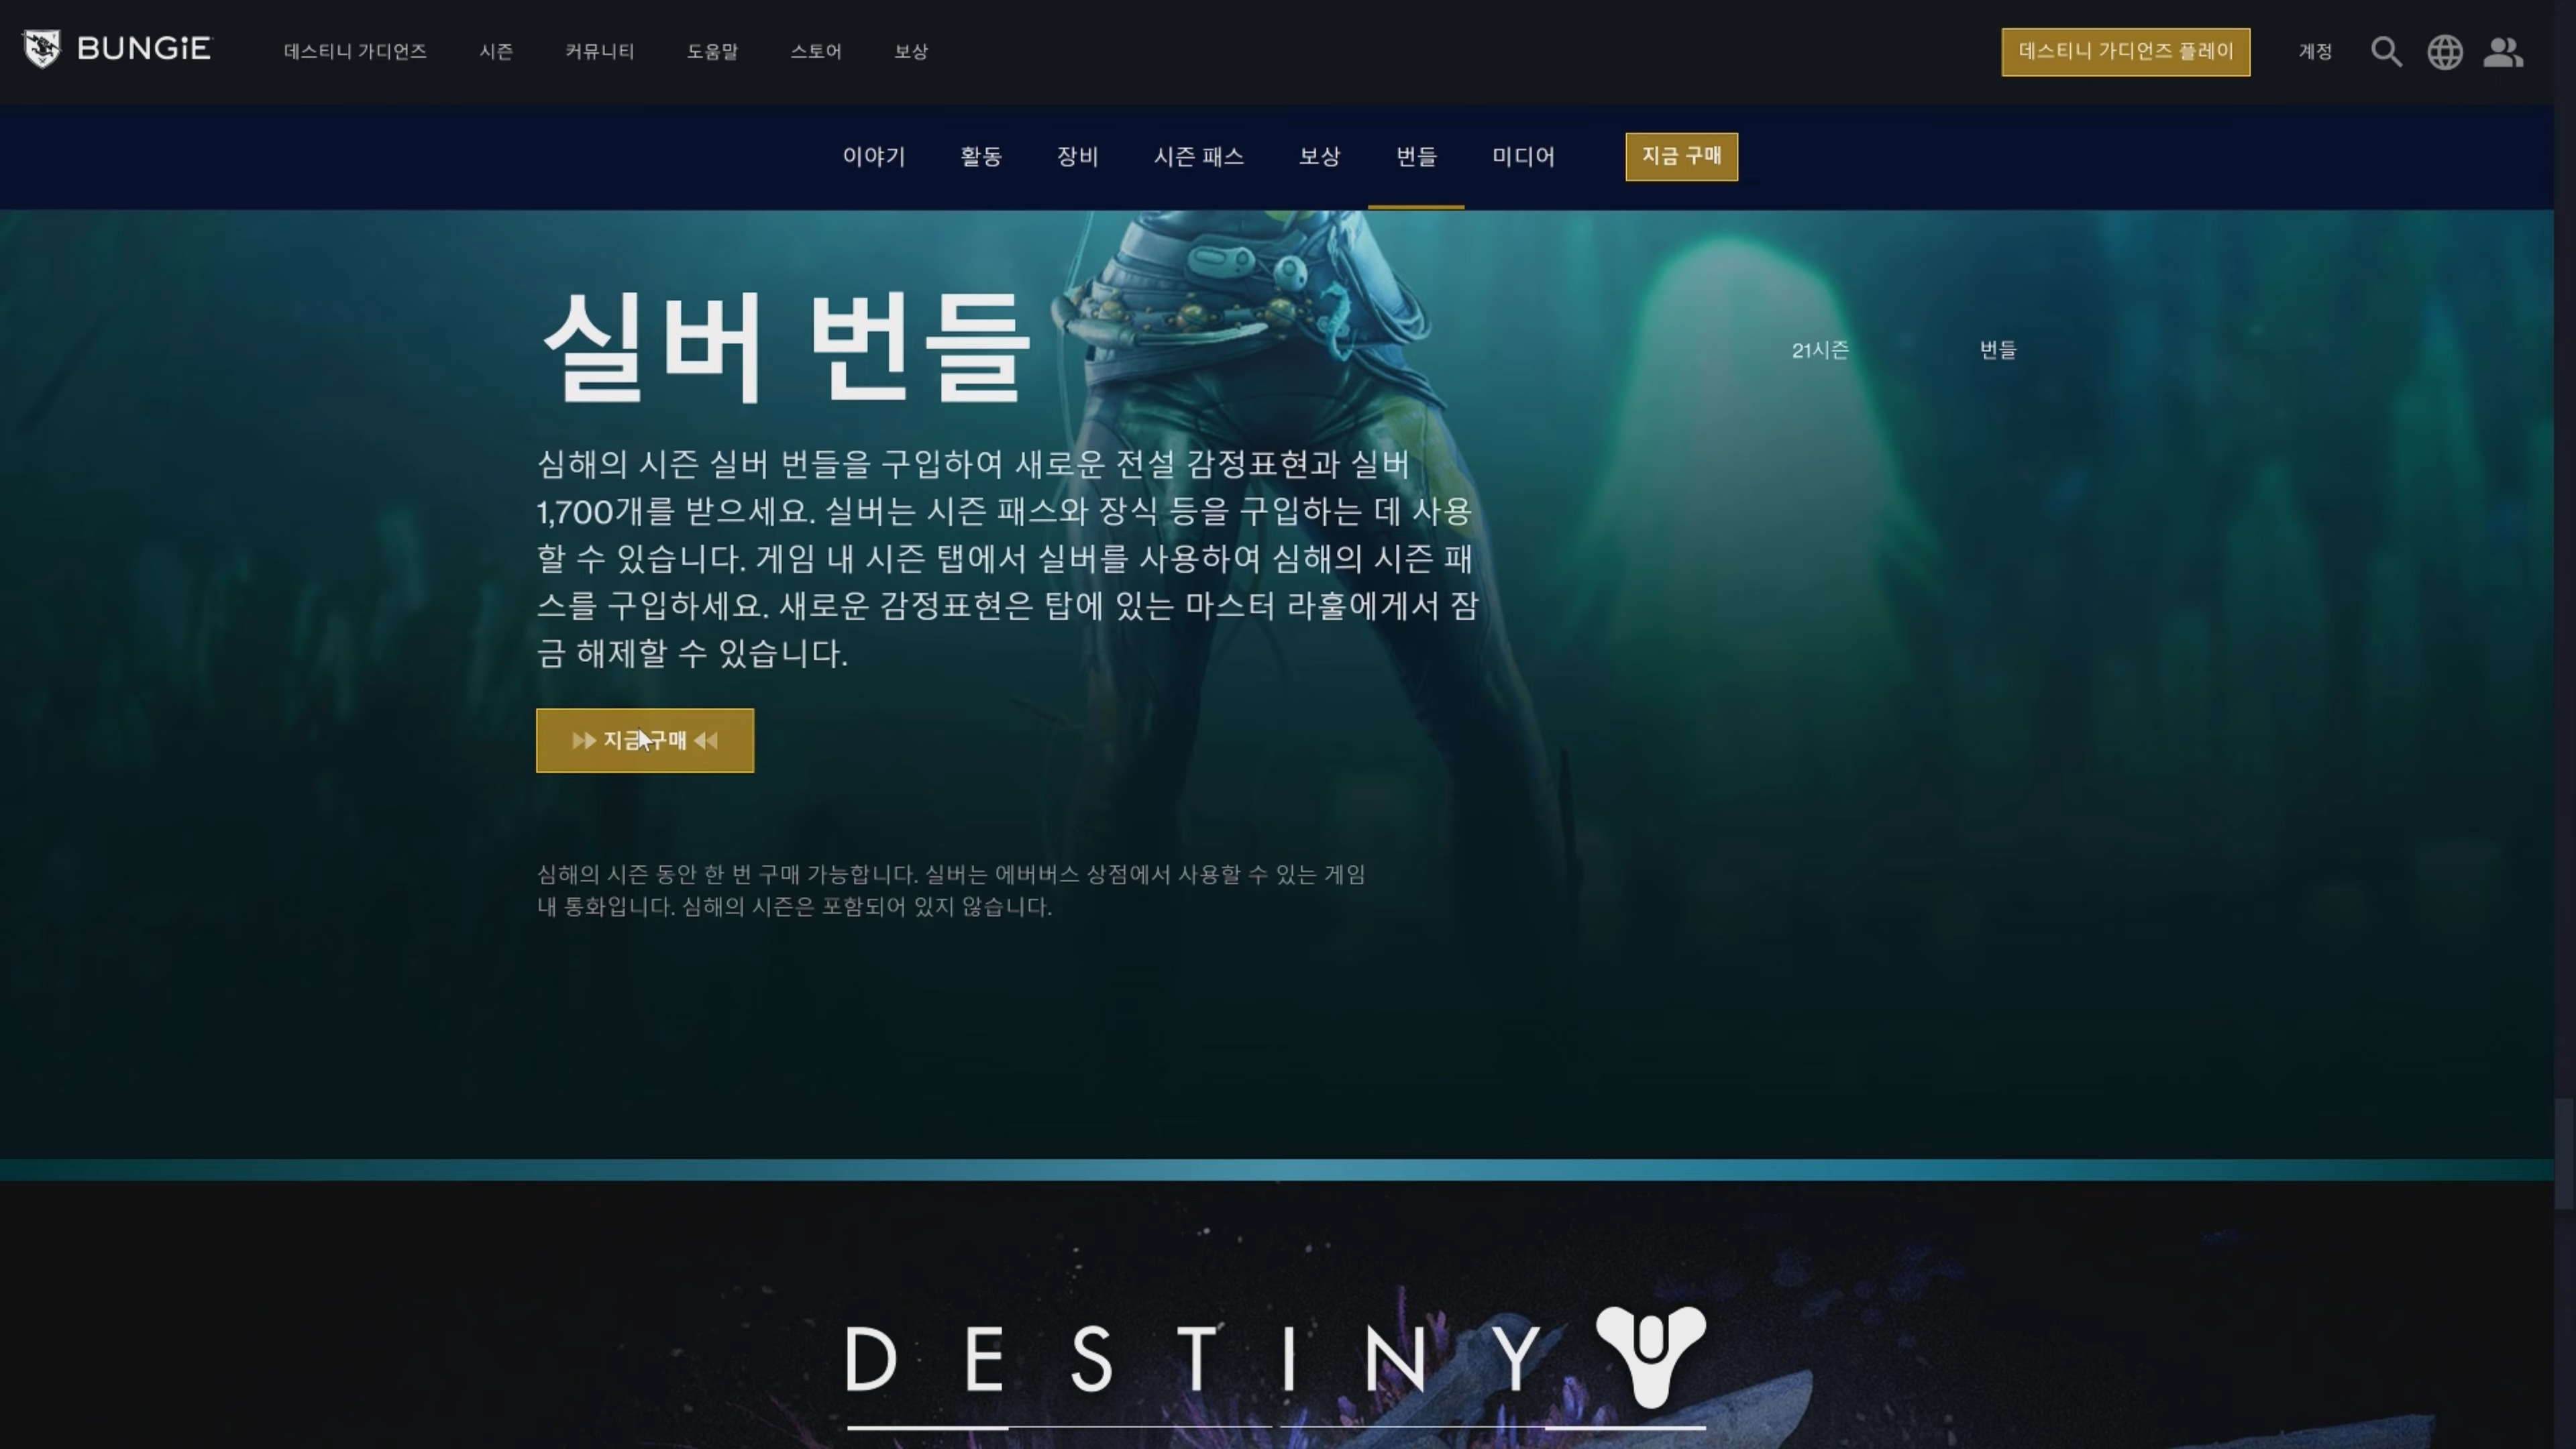 BUNGiE
데스티니 가디언즈
시즌
커뮤니티
도움말
스토어
보상
데스티니 가디언즈 플레이
계정
이야기
활동
장비
시즌 패스
보상
번들
미디어
지금 구매
실버 번들
21시즌
번들
심해의 시즌 실버 번들을 구입하여 새로운 전설 감정표현과 실버
1,700개를 받으세요. 실버는 시즌 패스와 장식 등을 구입하는 데 사용
할 수 있습니다. 게임 내 시즌 탭에서 실버를 사용하여 심해의 시즌 패
스를 구입하세요. 새로운 감정표현은 탑에 있는 마스터 라훌에게서 잠
금 해제할 수 있습니다.
지금 구매
심해의 시즌 동안 한 번 구매 가능합니다. 실버는 에버버스 상점에서 사용할 수 있는 게임
내 통화입니다. 심해의 시즌은 포함되어 있지 않습니다.
DESTINY